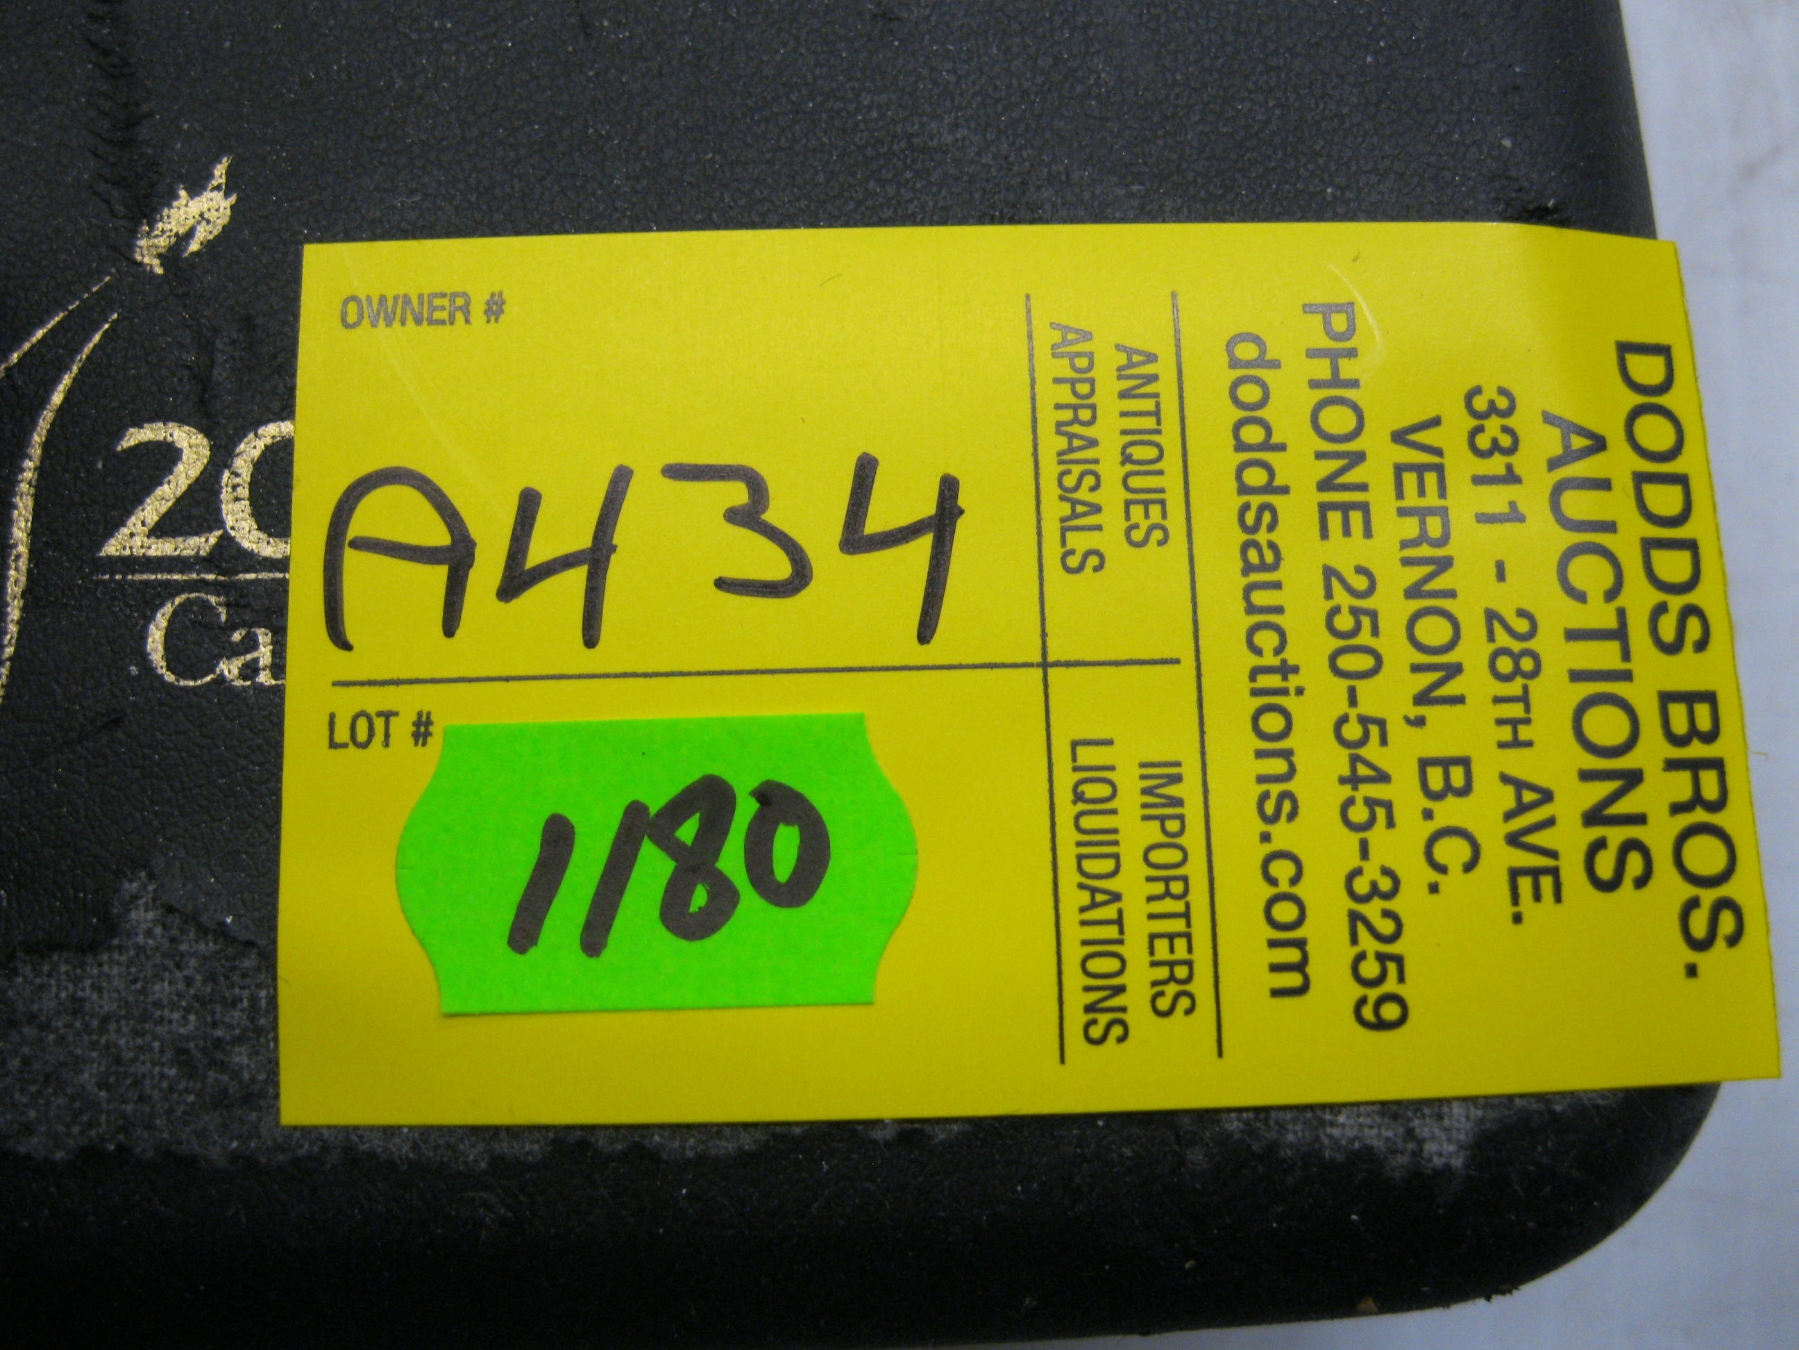 OWNER #
A434
LOT #
1180
ANTIQUES
APPRAISALS
IMPORTERS
LIQUIDATIONS
DODDS BROS.
AUCTIONS
3311 - 28TH AVE.
VERNON, B.C.
PHONE 250-545-3259
doddsauctions.com
20
Ca